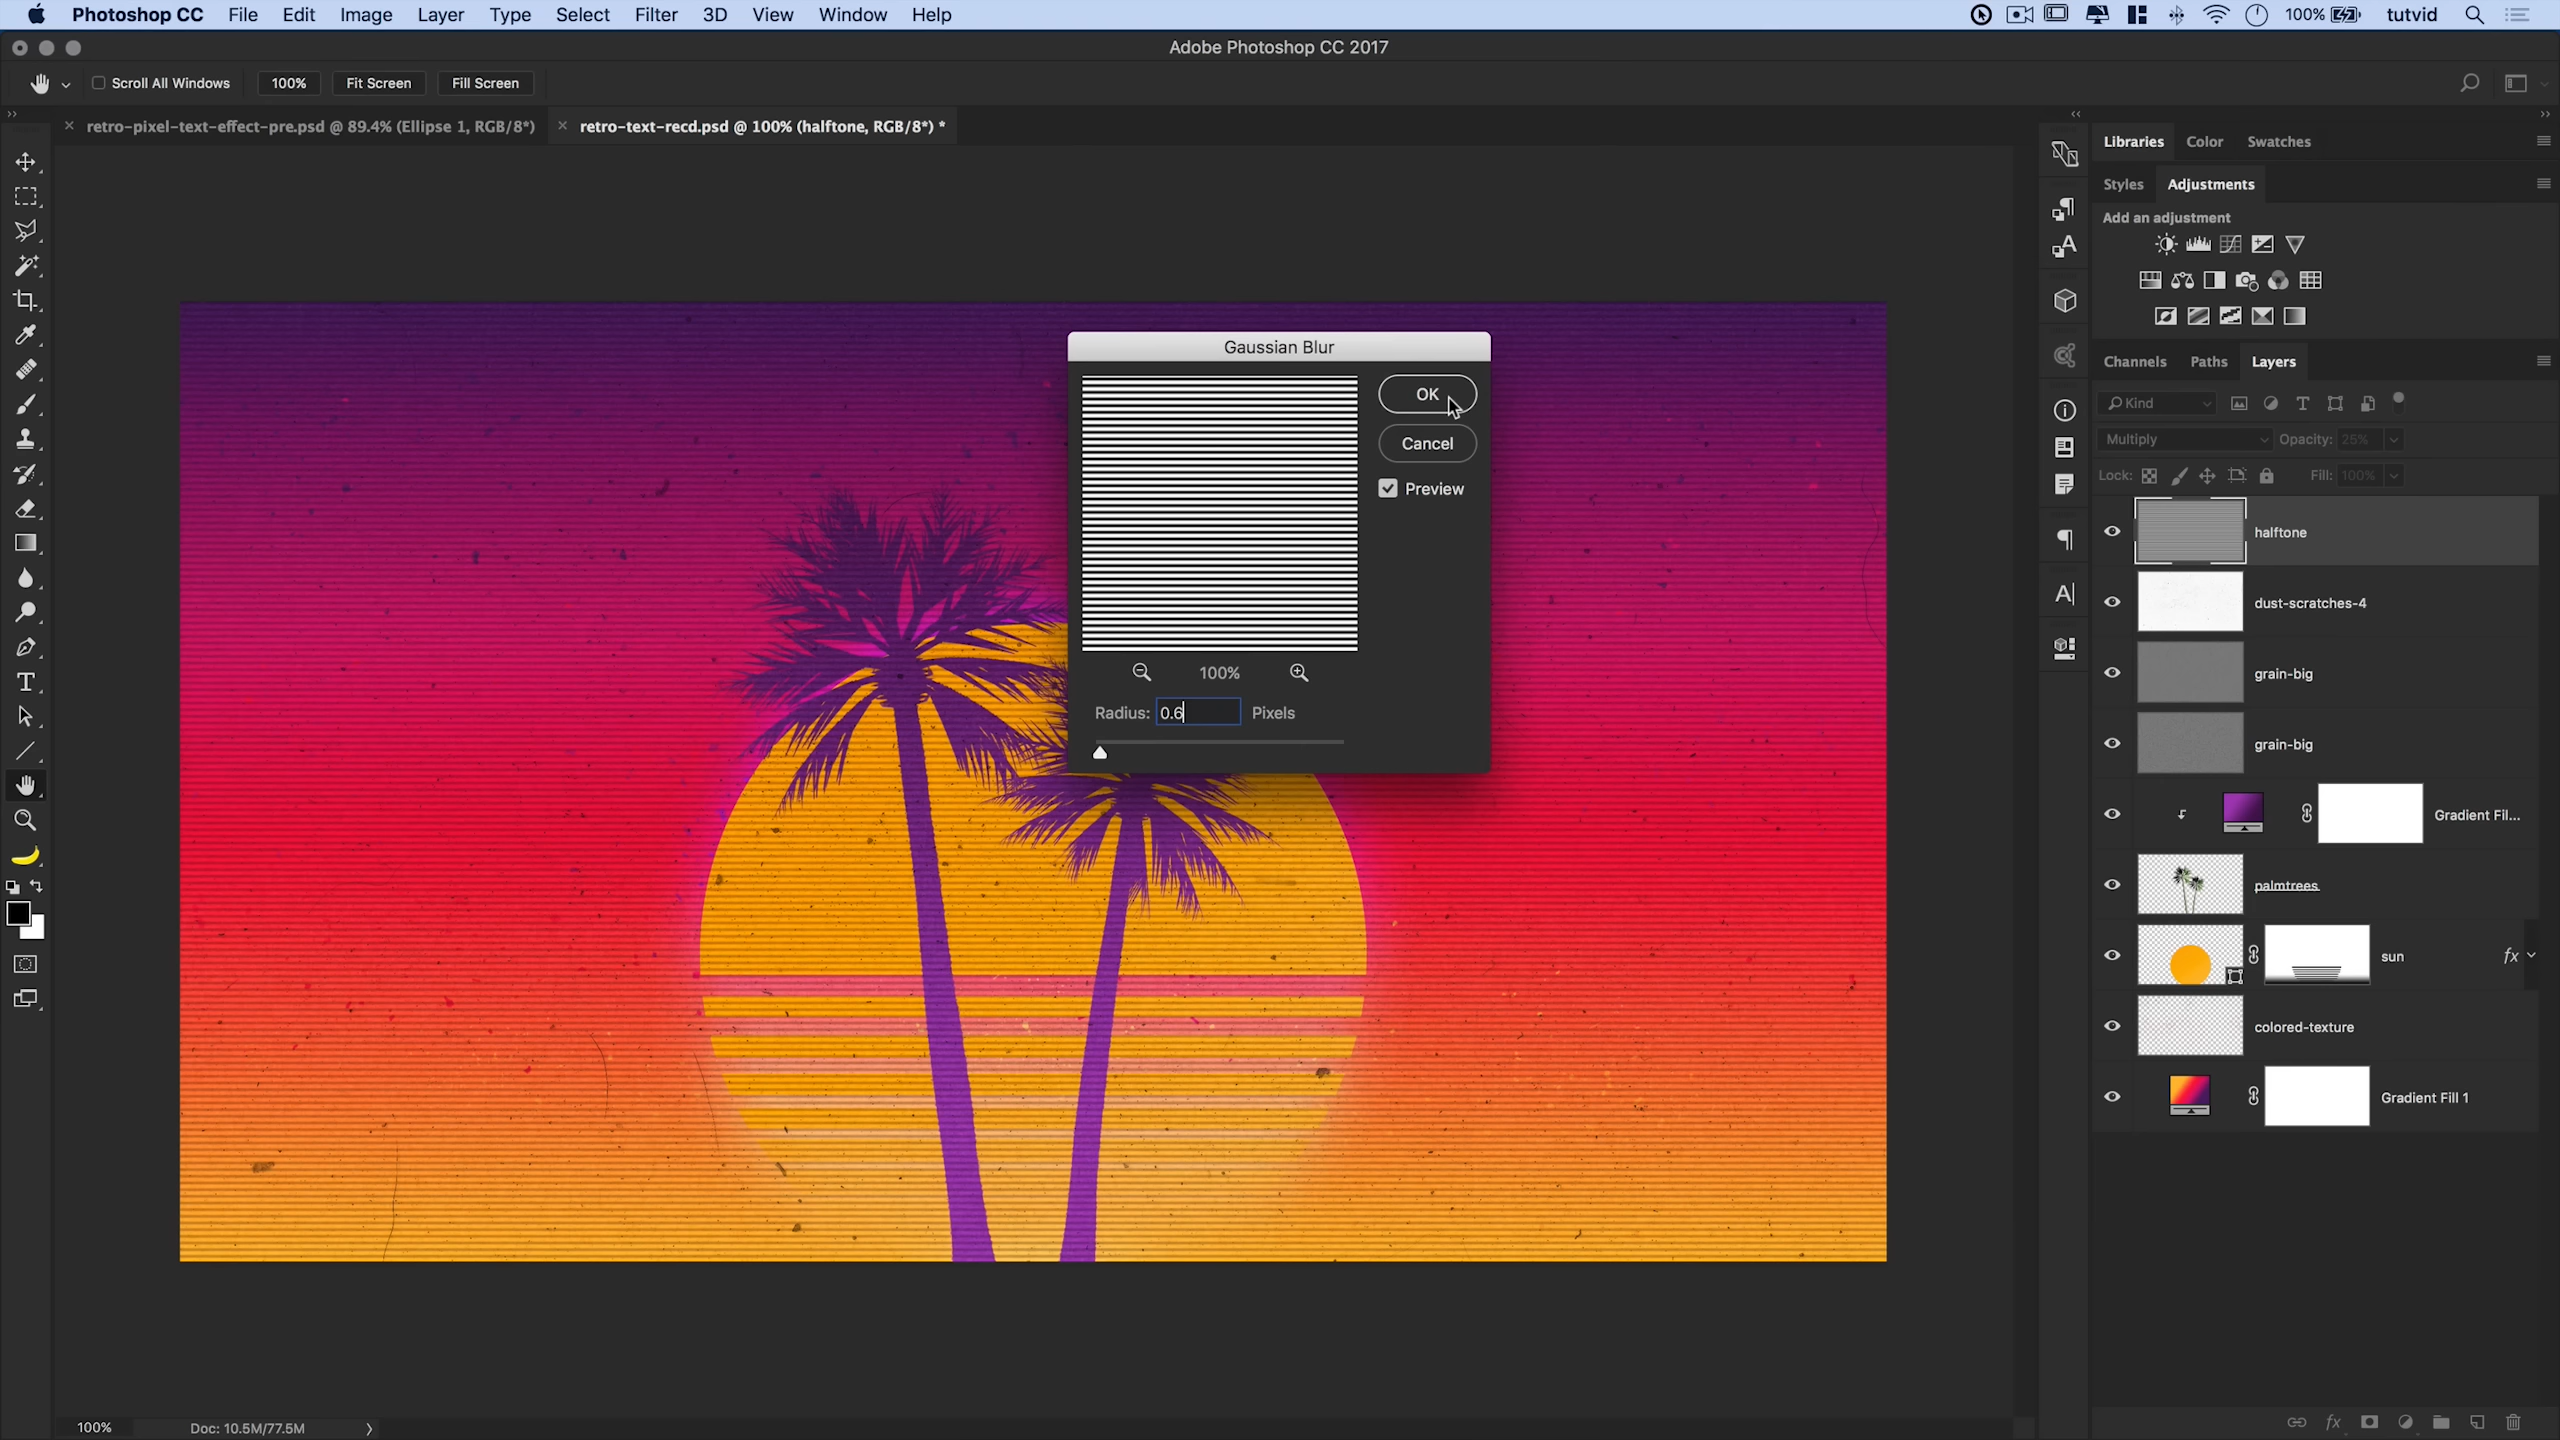 Photoshop CC File Edit Image Layer Type Select Filter 3D View Window Help 100% tutvid
Adobe Photoshop CC 2017
Scroll All Windows 100% Fit Screen Fill Screen
retro-pixel-text-effect-pre.psd @ 89.4% (Ellipse 1, RGB/8*) retro-text-recd.psd @ 100% (halftone, RGB/8*) *
Libraries Color Swatches
Styles Adjustments
Add an adjustment
Channels Paths Layers
Kind
Multiply Opacity: 25%
Lock: Fill: 100%
halftone
dust-scratches-4
grain-big
grain-big
Gradient Fil...
palmtrees
sun fx
colored-texture
Gradient Fill 1
Gaussian Blur
OK
Cancel
Preview
100%
Radius: 0.6 Pixels
100% Doc: 10.5M/77.5M
fx